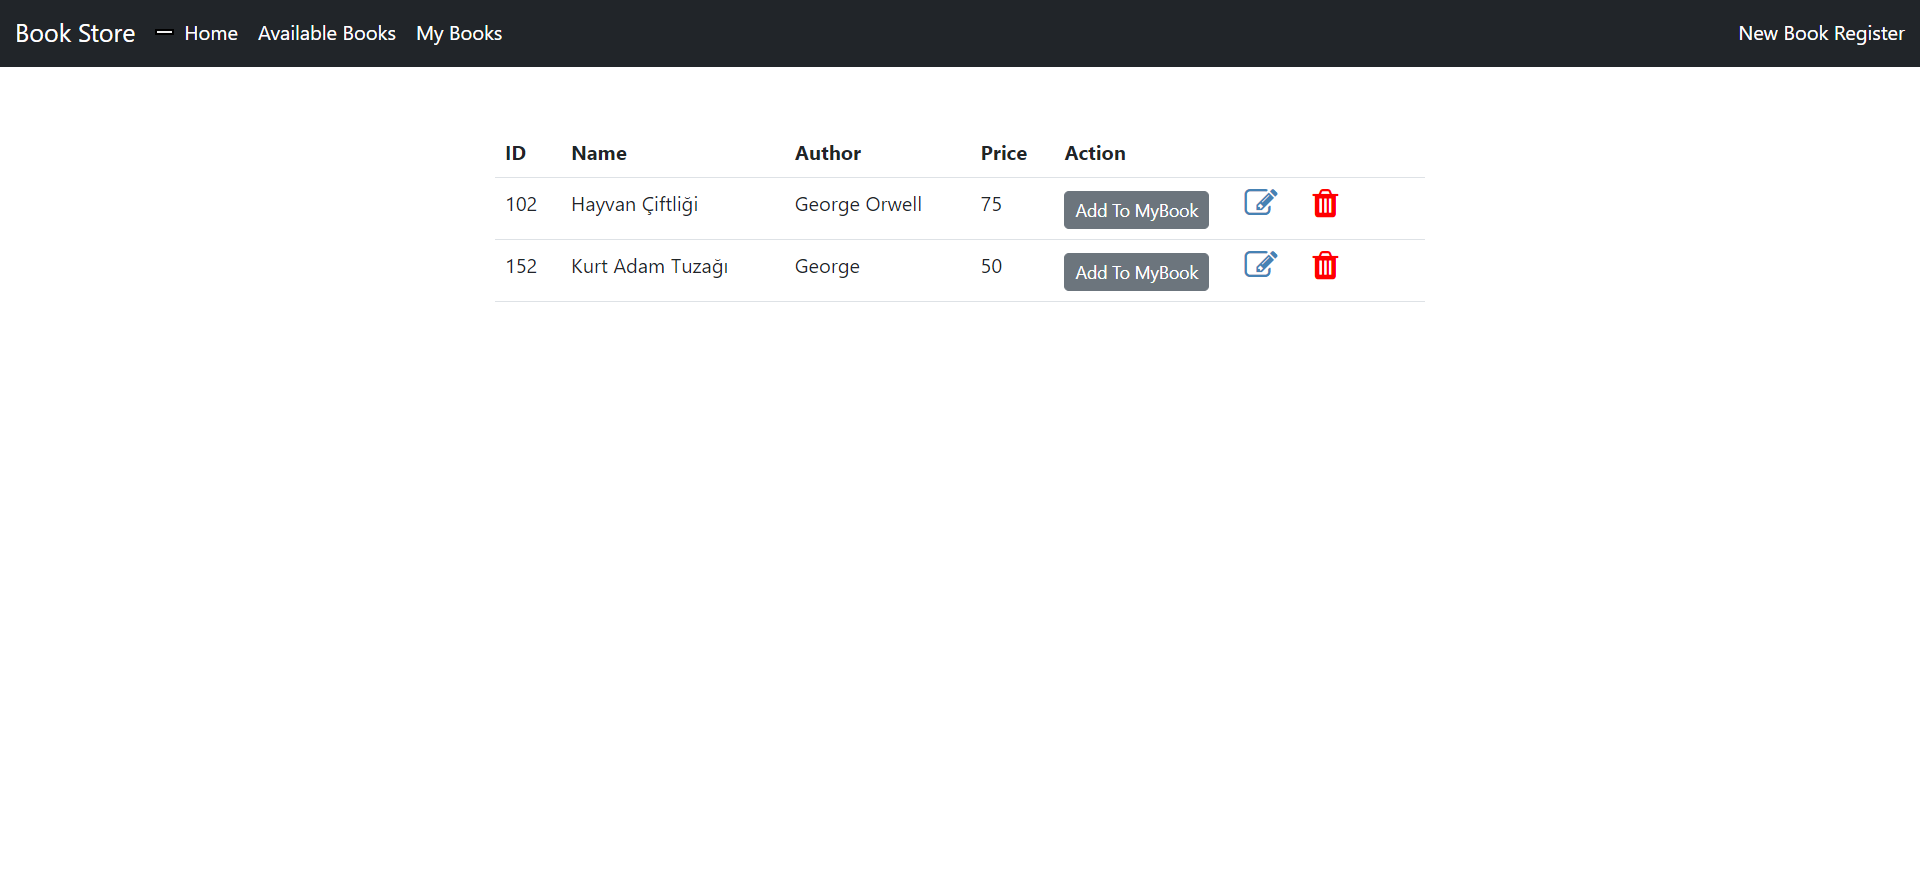 Book Store Home Available Books My Books New Book Register
ID Name Author Price Action
102 Hayvan Çiftliği George Orwell 75 Add To MyBook
152 Kurt Adam Tuzağı George 50 Add To MyBook